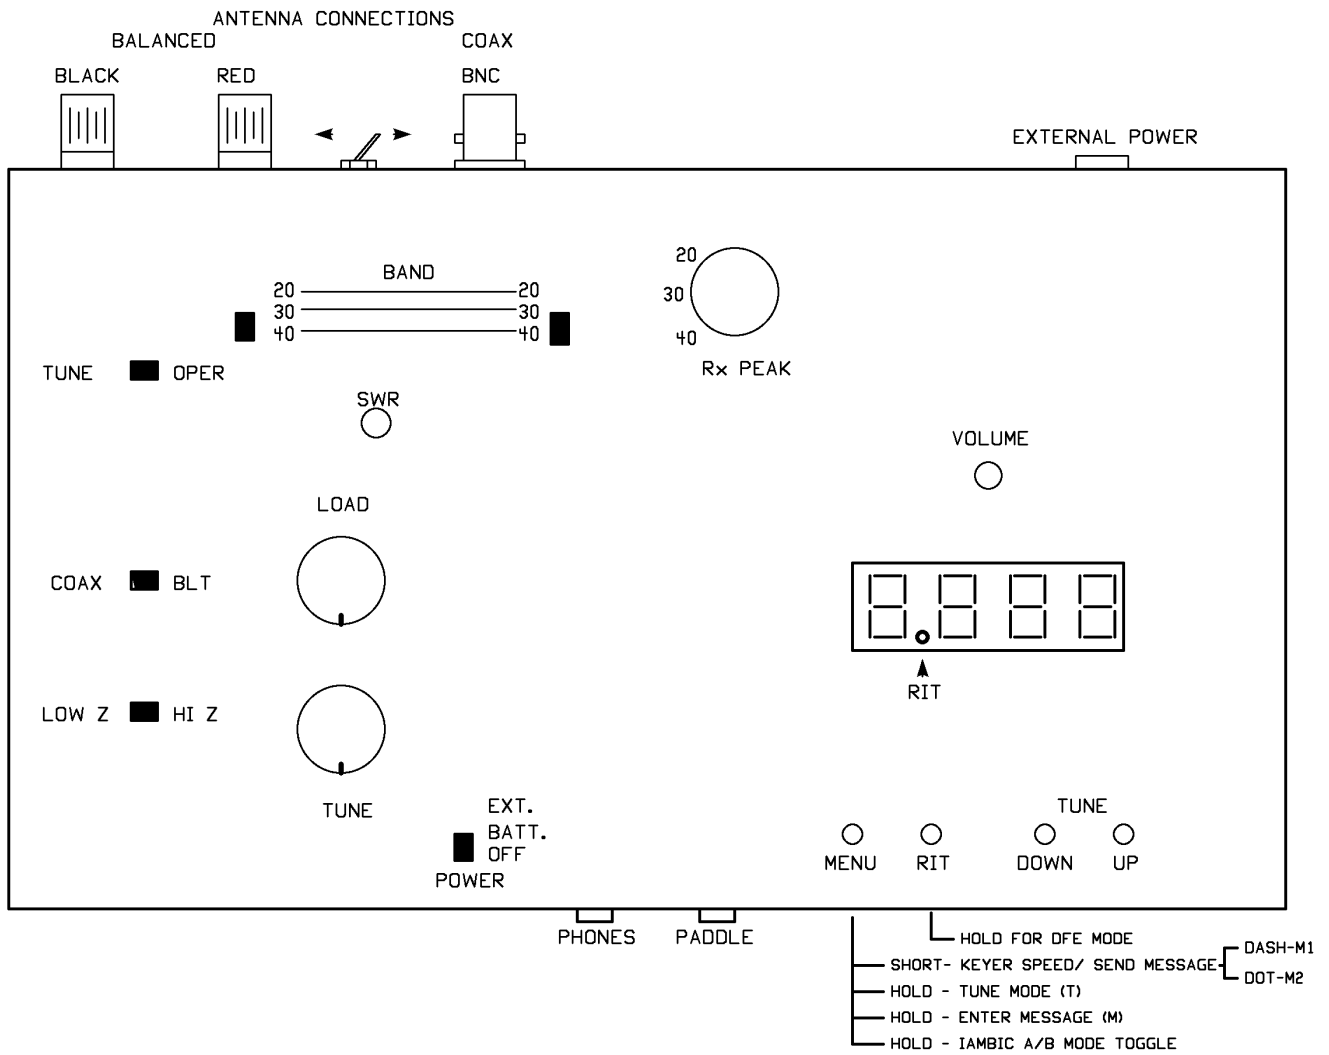 ANTENNA CONNECTIONS
BALANCED COAX
BLACK RED BNC
EXTERNAL POWER
BAND
20 20
30 30
40 40
20
30
40
Rx PEAK
TUNE OPER
SWR
VOLUME
LOAD
COAX BLT
RIT
LOW Z HI Z
TUNE
EXT.
BATT.
OFF
POWER
TUNE
MENU RIT DOWN UP
PHONES PADDLE
HOLD FOR DFE MODE
SHORT- KEYER SPEED/ SEND MESSAGE
DASH-M1
DOT-M2
HOLD - TUNE MODE (T)
HOLD - ENTER MESSAGE (M)
HOLD - IAMBIC A/B MODE TOGGLE